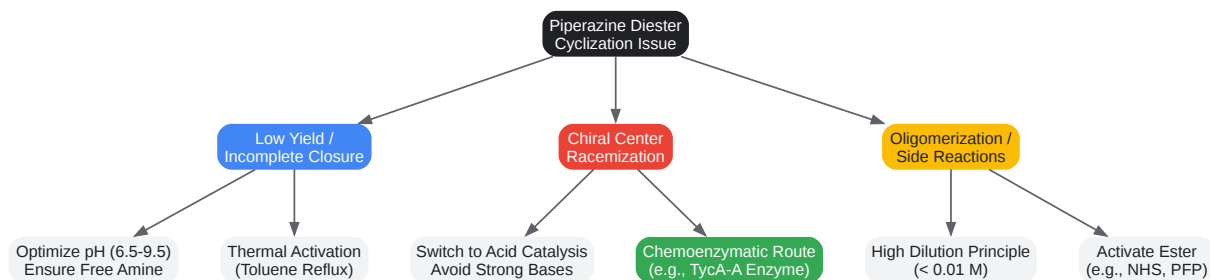 Piperazine Diester
Cyclization Issue
Low Yield /
Incomplete Closure
Chiral Center
Racemization
Oligomerization /
Side Reactions
Optimize pH (6.5-9.5)
Ensure Free Amine
Thermal Activation
(Toluene Reflux)
Switch to Acid Catalysis
Avoid Strong Bases
Chemoenzymatic Route
(e.g., TycA-A Enzyme)
High Dilution Principle
(< 0.01 M)
Activate Ester
(e.g., NHS, PFP)